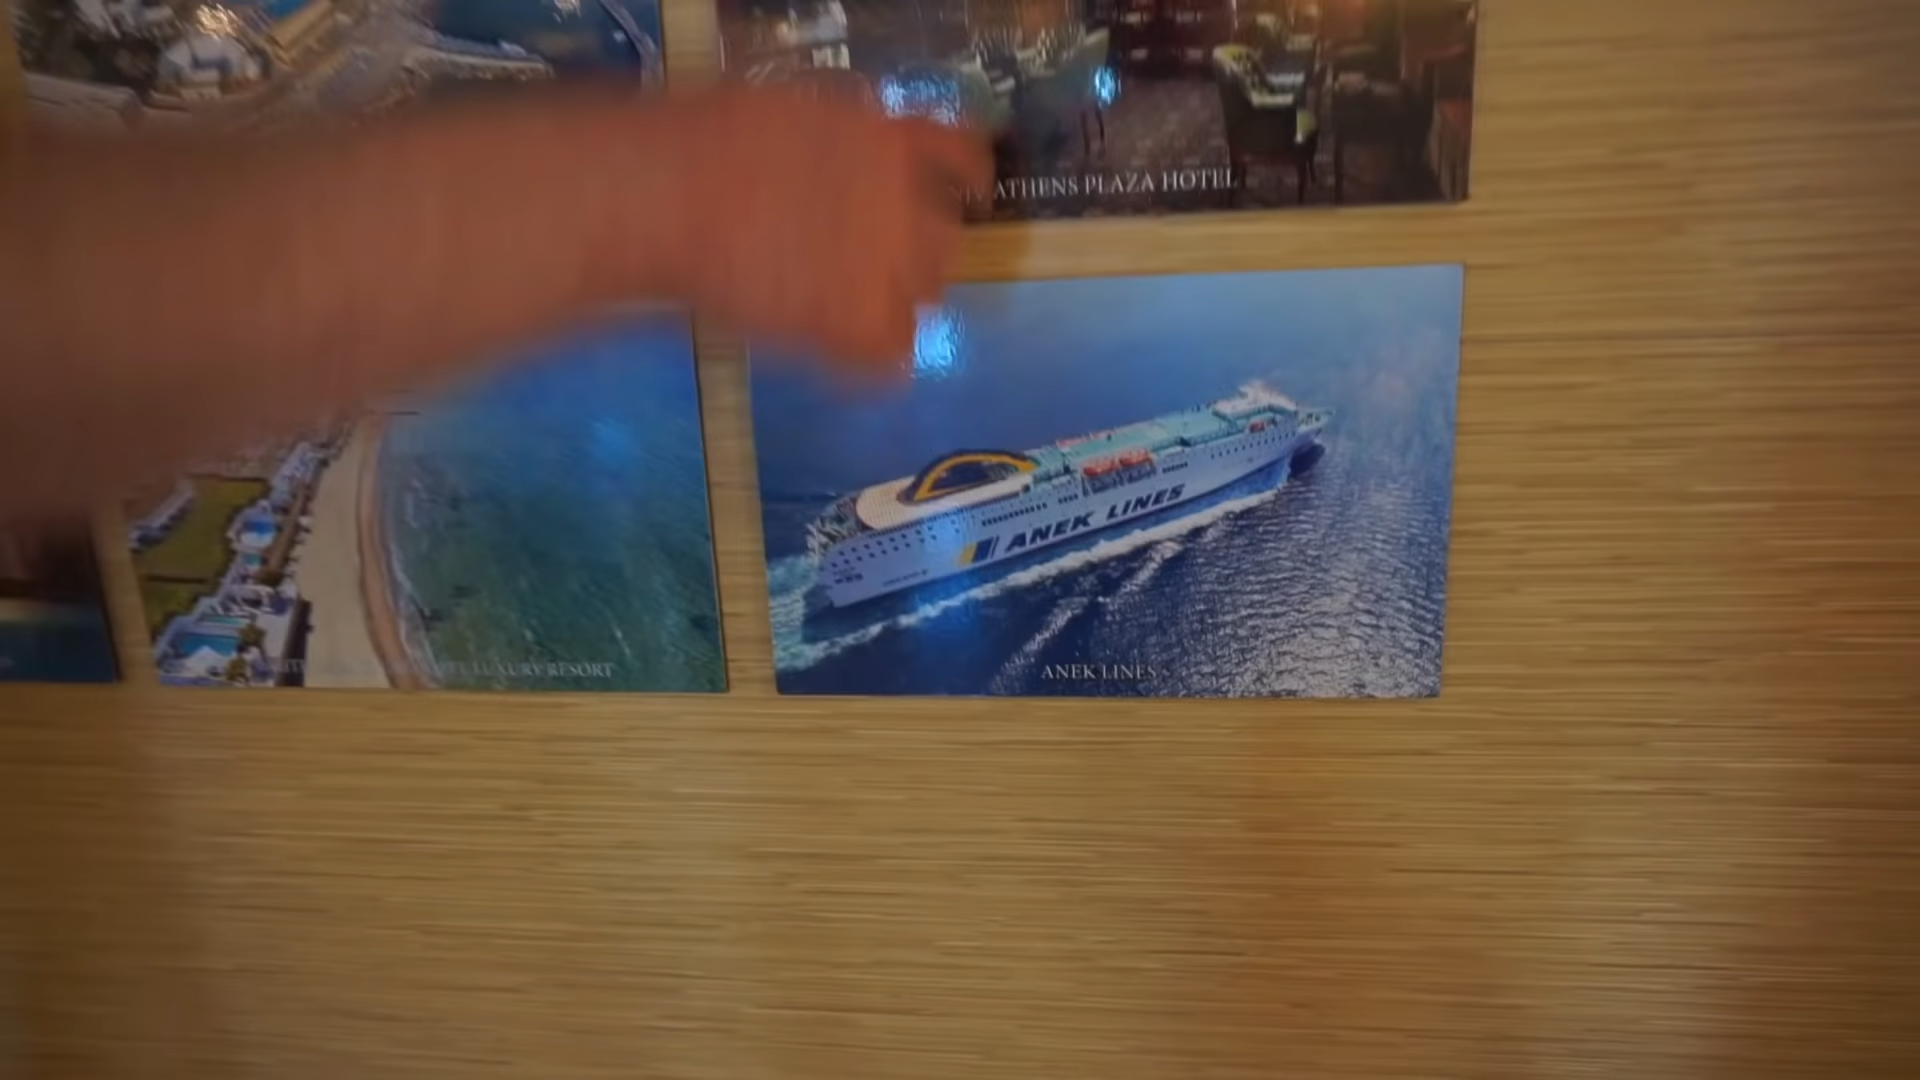 ATHENS PLAZA HOTEL
LUXURY RESORT
ANEK LINES
ANEK LINES